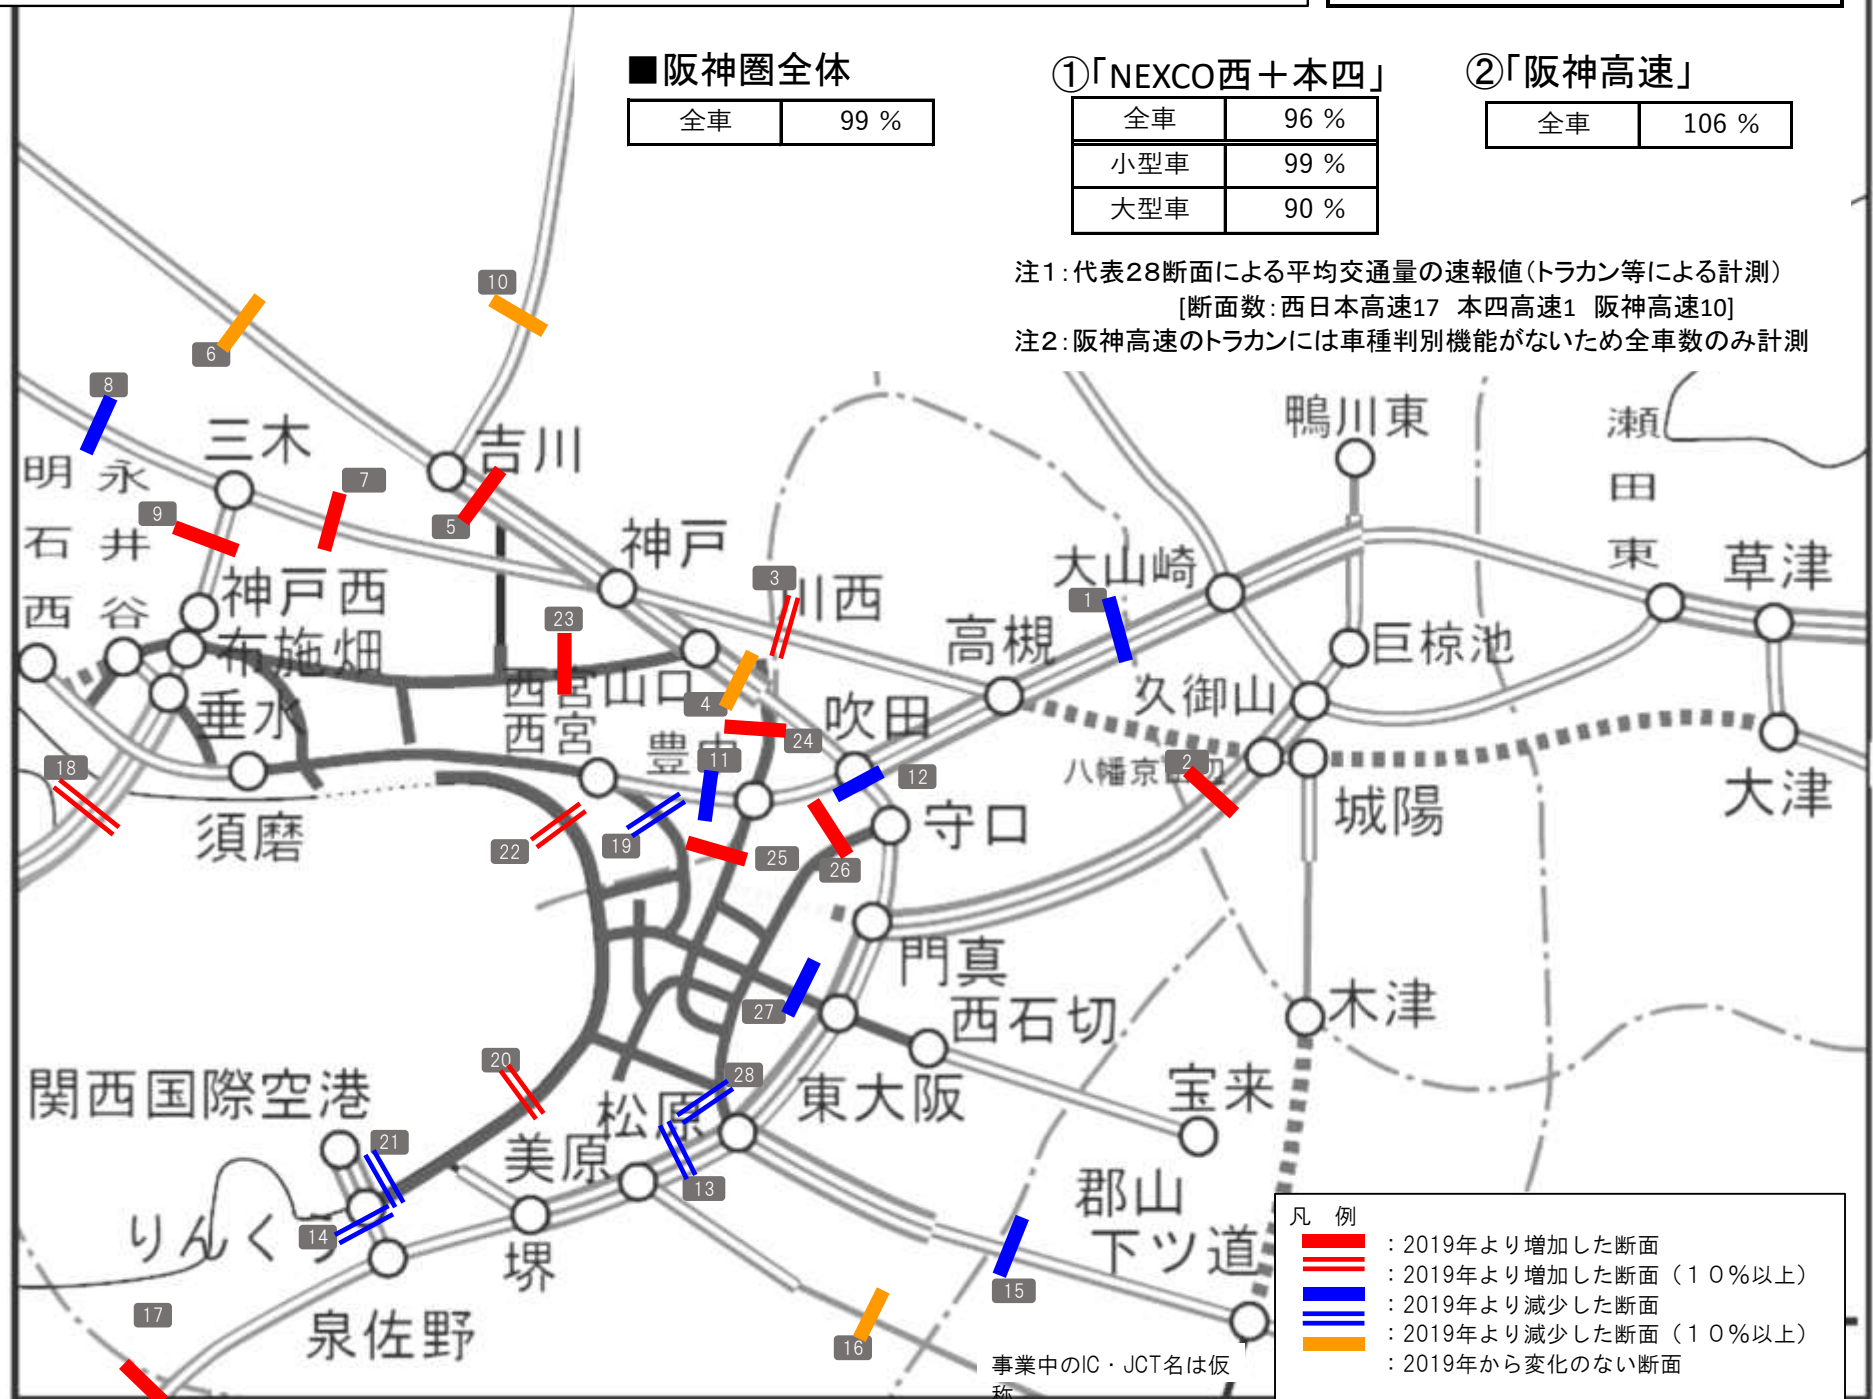 ■阪神圏全体
全車 99 %
①「NEXCO西＋本四」
全車 96 %
小型車 99 %
大型車 90 %
②「阪神高速」
全車 106 %
注1：代表28断面による平均交通量の速報値（トラカン等による計測）
[断面数：西日本高速17 本四高速1 阪神高速10]
注2：阪神高速のトラカンには車種判別機能がないため全車数のみ計測
10
6
8
三木
吉川
鴨川東
瀬田東
明石西
永井谷
7
9
5
神戸
大山崎
草津
神戸西
布施畑
3
川西
1
23
高槻
巨椋池
西宮山口
4
久御山
垂水
西宮
吹田
24
豊中
11
12
2
18
八幡京田辺
大津
須磨
22
19
守口
城陽
25
26
門真
27
西石切
木津
20
28
関西国際空港
松原
東大阪
宝来
21
美原
13
郡山
下ツ道
14
りんくう
堺
15
17
泉佐野
16
事業中のIC・JCT名は仮
称
凡 例
：2019年より増加した断面
：2019年より増加した断面（１０%以上）
：2019年より減少した断面
：2019年より減少した断面（１０%以上）
：2019年から変化のない断面